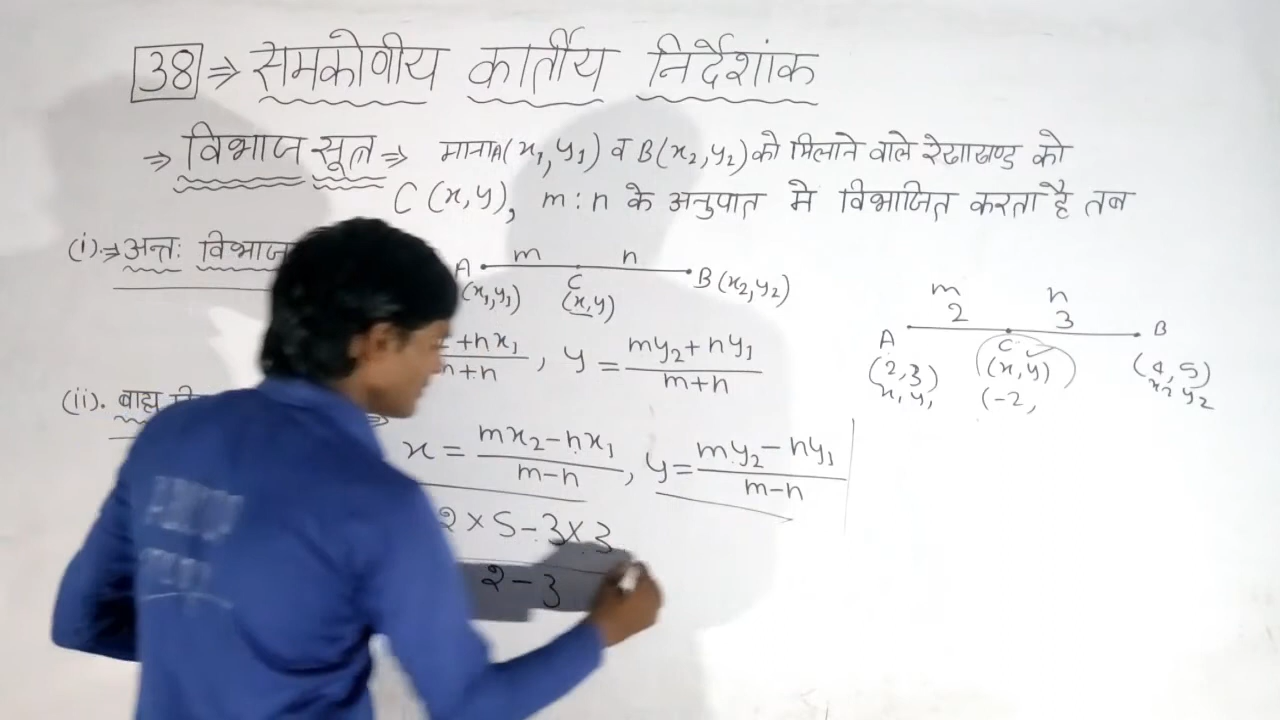 38 ⇒ समकोणीय कार्तीय निर्देशांक
⇒ विभाज सूत्र ⇒ माना A(x₁,y₁) व B(x₂,y₂) को मिलाने वाले रेखाखण्ड को
C (x,y), m:n के अनुपात मे विभाजित करता है तब
(i).⇒ अन्तः विभाज
A m n B(x₂,y₂)
(x₁,y₁) C (x,y)
+nx₁ / m+n , y = my₂+ny₁ / m+n
(ii). बाह्य
x = mx₂-nx₁ / m-n , y = my₂-ny₁ / m-n
2×5-3×3
2-3
m n
2 3
A C B
(2,3) (x,y) (4,5)
x₁ y₁ (-2, x₂ y₂